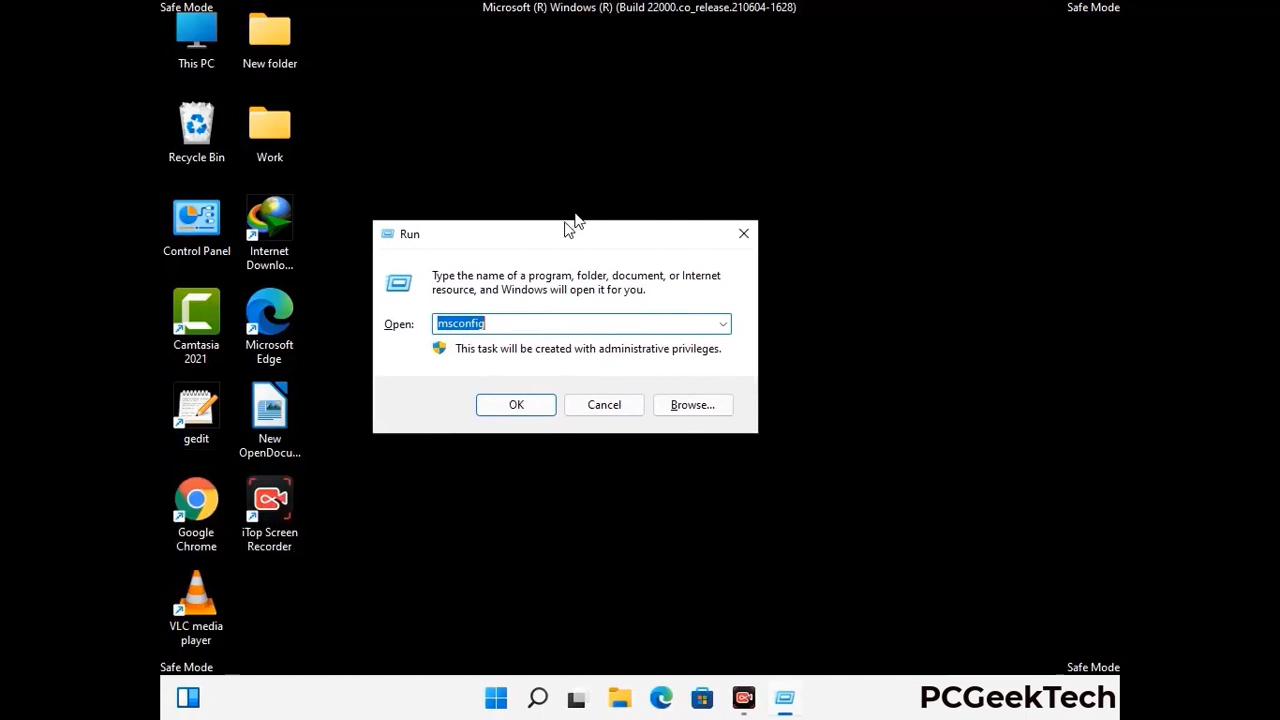 Safe Mode
Microsoft (R) Windows (R) (Build 22000.co_release.210604-1628)
Safe Mode
This PC
New folder
Recycle Bin
Work
Control Panel
Internet
Downlo...
Camtasia
2021
Microsoft
Edge
gedit
New
OpenDocu...
Google
Chrome
iTop Screen
Recorder
VLC media
player
Run
Type the name of a program, folder, document, or Internet
resource, and Windows will open it for you.
Open:
msconfig
This task will be created with administrative privileges.
OK
Cancel
Browse...
Safe Mode
Safe Mode
PCGeekTech